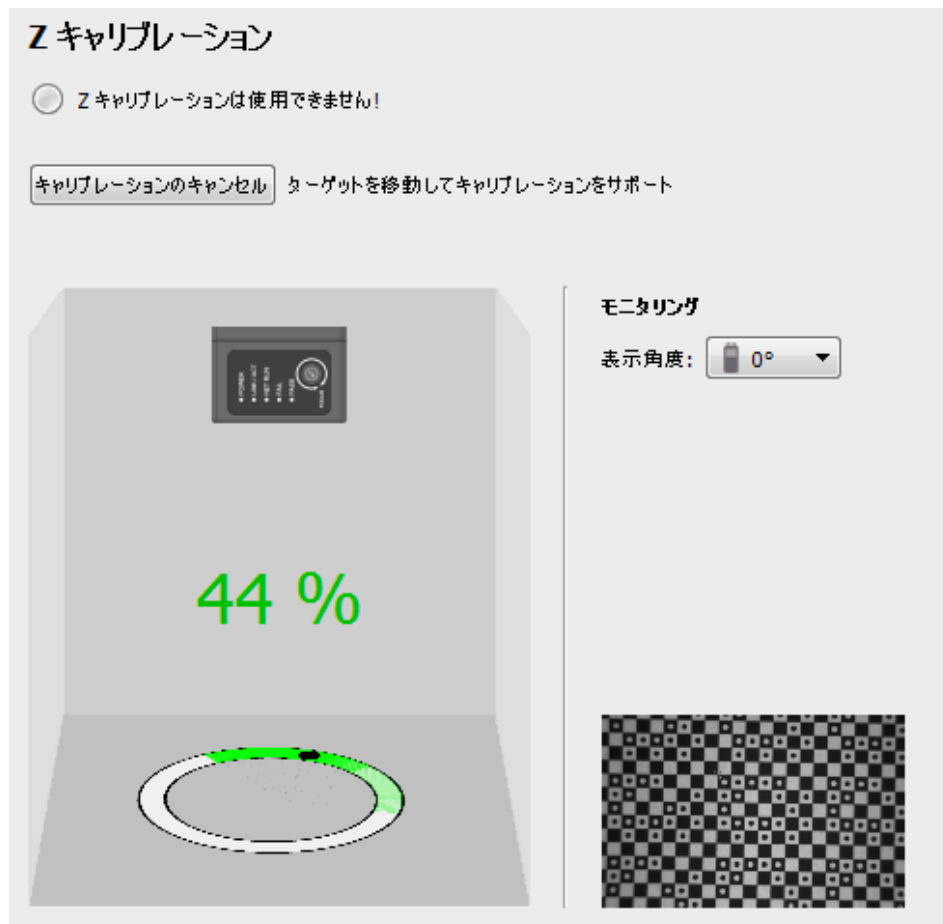 Z キャリブレーション
Z キャリブレーションは使用できません!
キャリブレーションのキャンセル ターゲットを移動してキャリブレーションをサポート
モニタリング
表示角度: 0°
POWER
LINK / ACT
44 %